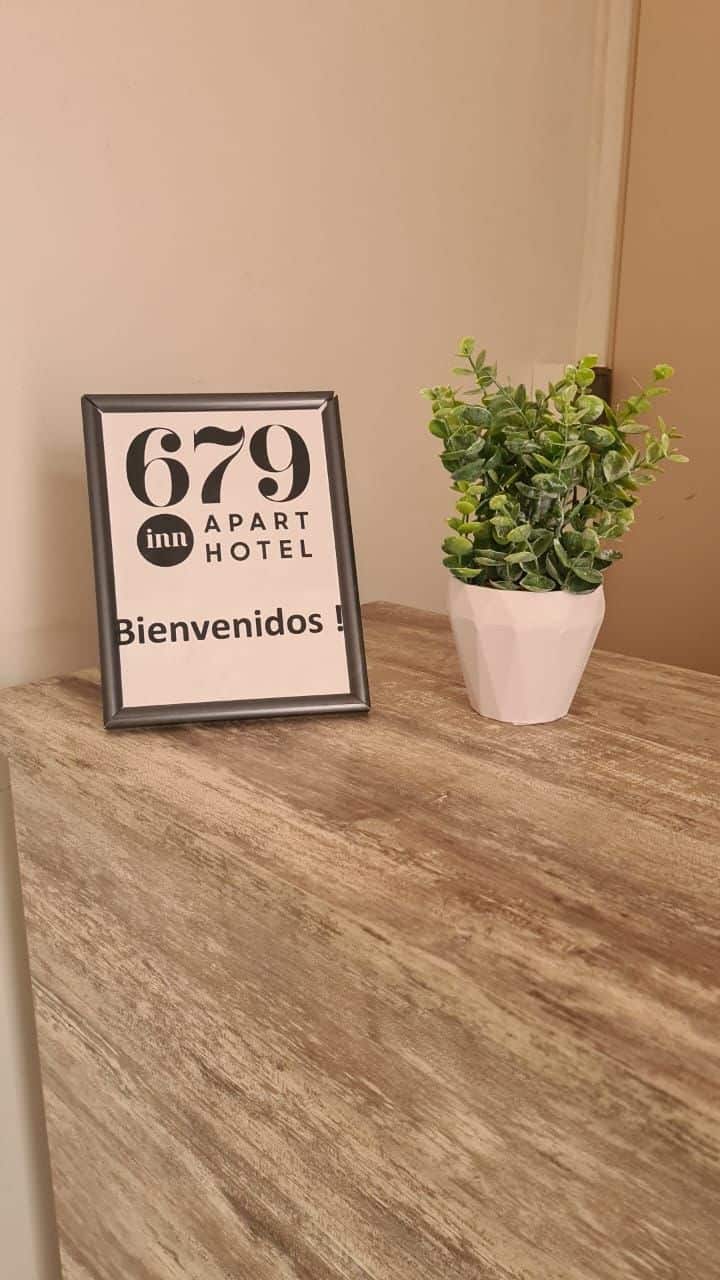 679
inn APART
HOTEL
Bienvenidos !